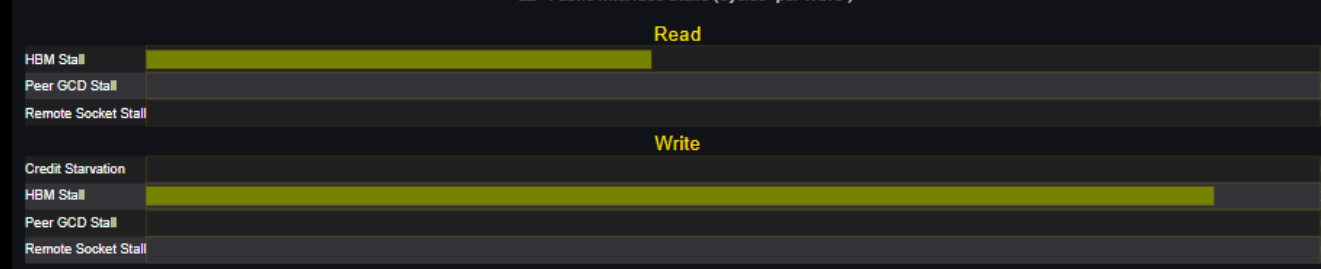 Read
HBM Stall
Peer GCD Stall
Remote Socket Stall
Write
Credit Starvation
HBM Stall
Peer GCD Stall
Remote Socket Stall